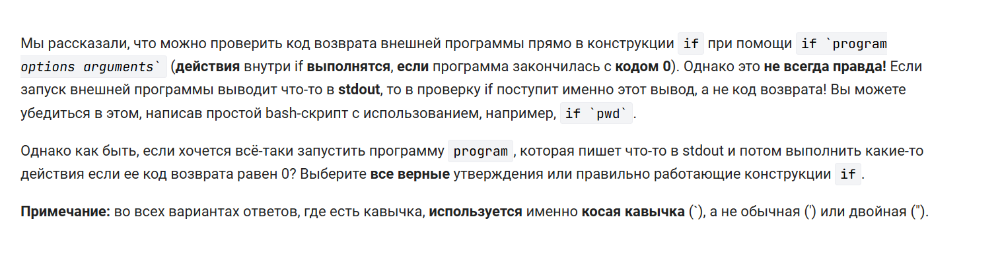 Мы рассказали, что можно проверить код возврата внешней программы прямо в конструкции if при помощи if `program
options arguments` (действия внутри if выполнятся, если программа закончилась с кодом 0). Однако это не всегда правда! Если
запуск внешней программы выводит что-то в stdout, то в проверку if поступит именно этот вывод, а не код возврата! Вы можете
убедиться в этом, написав простой bash-скрипт с использованием, например, if `pwd`.
Однако как быть, если хочется всё-таки запустить программу program, которая пишет что-то в stdout и потом выполнить какие-то
действия если ее код возврата равен 0? Выберите все верные утверждения или правильно работающие конструкции if.
Примечание: во всех вариантах ответов, где есть кавычка, используется именно косая кавычка (`), а не обычная (') или двойная (").